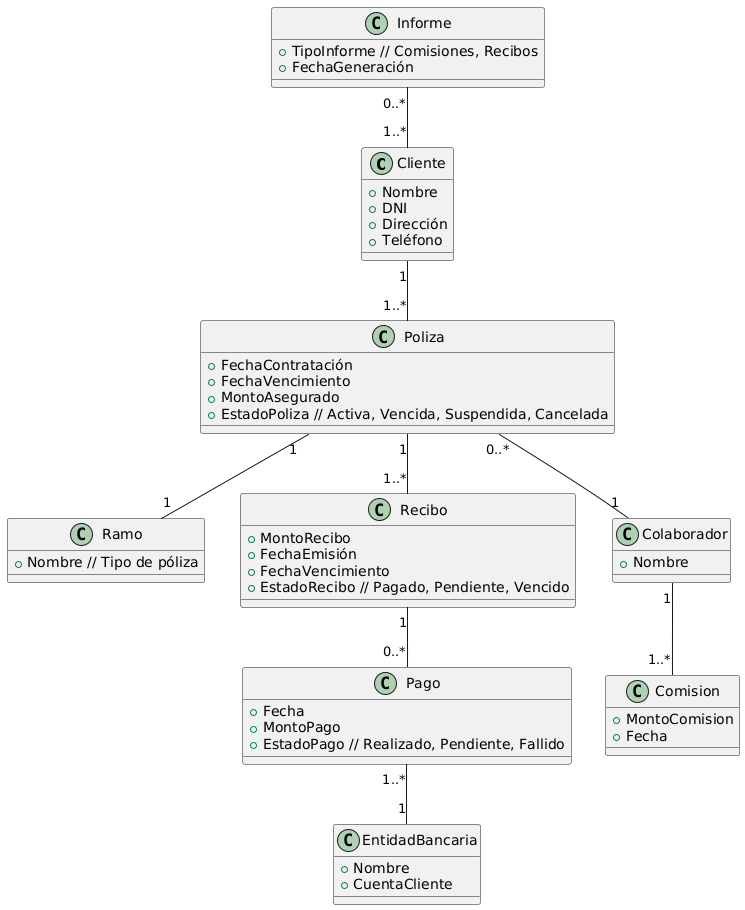 C Informe
+ TipoInforme // Comisiones, Recibos
+ FechaGeneración
0..*
1..*
C Cliente
+ Nombre
+ DNI
+ Dirección
+ Teléfono
1
1..*
C Poliza
+ FechaContratación
+ FechaVencimiento
+ MontoAsegurado
+ EstadoPoliza // Activa, Vencida, Suspendida, Cancelada
1 1 0..*
1 1..* 1
C Ramo
+ Nombre // Tipo de póliza
C Recibo
+ MontoRecibo
+ FechaEmisión
+ FechaVencimiento
+ EstadoRecibo // Pagado, Pendiente, Vencido
C Colaborador
+ Nombre
1
1..*
1
0..*
C Pago
+ Fecha
+ MontoPago
+ EstadoPago // Realizado, Pendiente, Fallido
C Comision
+ MontoComision
+ Fecha
1..*
1
C EntidadBancaria
+ Nombre
+ CuentaCliente